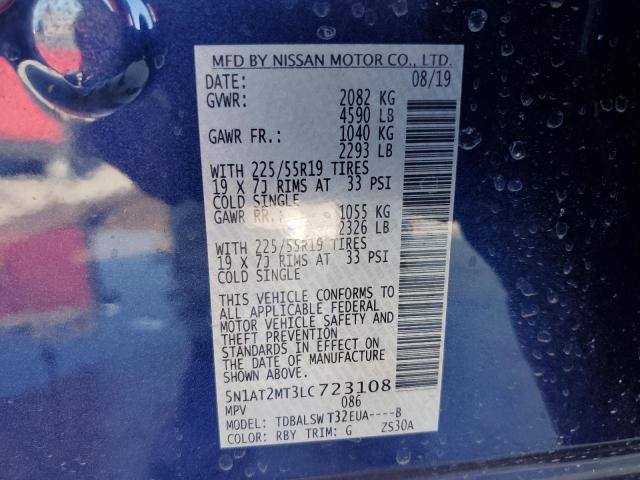 MFD BY NISSAN MOTOR CO., LTD.
DATE: 08/19
GVWR: 2082 KG
4590 LB
GAWR FR.: 1040 KG
2293 LB
WITH 225/55R19 TIRES
19 X 7J RIMS AT 33 PSI
COLD SINGLE
GAWR RR.: 1055 KG
2326 LB
WITH 225/55R19 TIRES
19 X 7J RIMS AT 33 PSI
COLD SINGLE
THIS VEHICLE CONFORMS TO
ALL APPLICABLE FEDERAL
MOTOR VEHICLE SAFETY AND
THEFT PREVENTION
STANDARDS IN EFFECT ON
THE DATE OF MANUFACTURE
SHOWN ABOVE.
5N1AT2MT3LC723108
MPV 086
MODEL: TDBALSW T32EUA----B
COLOR: RBY TRIM: G ZS30A